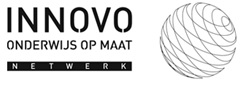 INNOVO
ONDERWIJS OP MAAT
NETWERK